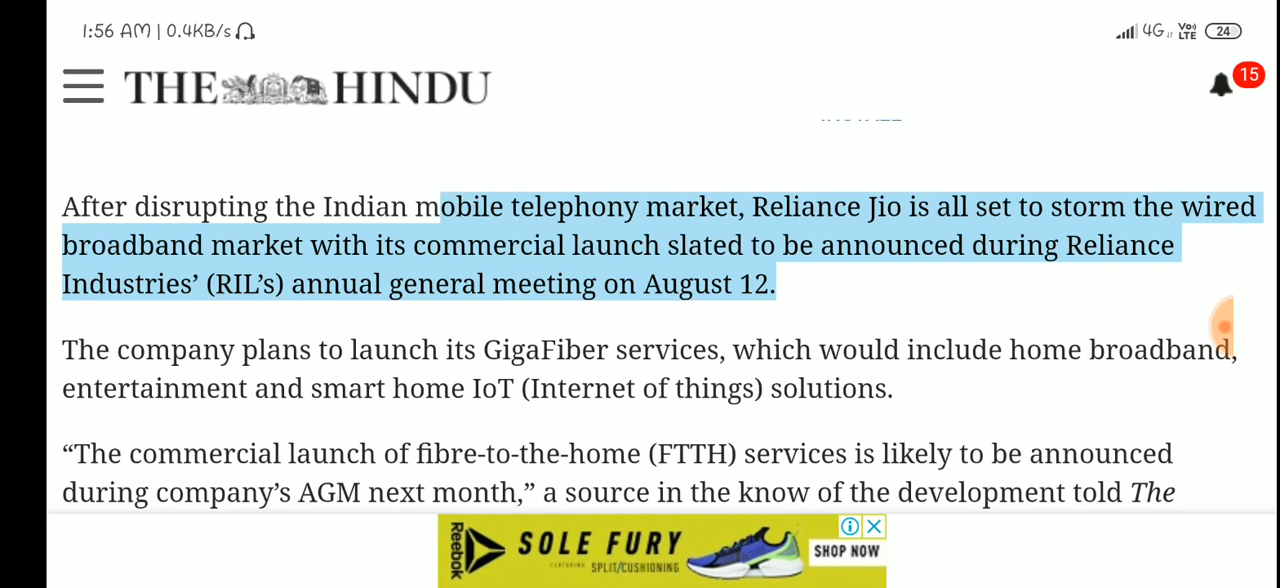 1:56 AM | 0.4KB/s
4G Vo) LTE 24
THE HINDU
15
After disrupting the Indian mobile telephony market, Reliance Jio is all set to storm the wired
broadband market with its commercial launch slated to be announced during Reliance
Industries’ (RIL’s) annual general meeting on August 12.
The company plans to launch its GigaFiber services, which would include home broadband,
entertainment and smart home IoT (Internet of things) solutions.
“The commercial launch of fibre-to-the-home (FTTH) services is likely to be announced
during company’s AGM next month,” a source in the know of the development told The
Reebok
SOLE FURY
FEATURING SPLIT/CUSHIONING
SHOP NOW